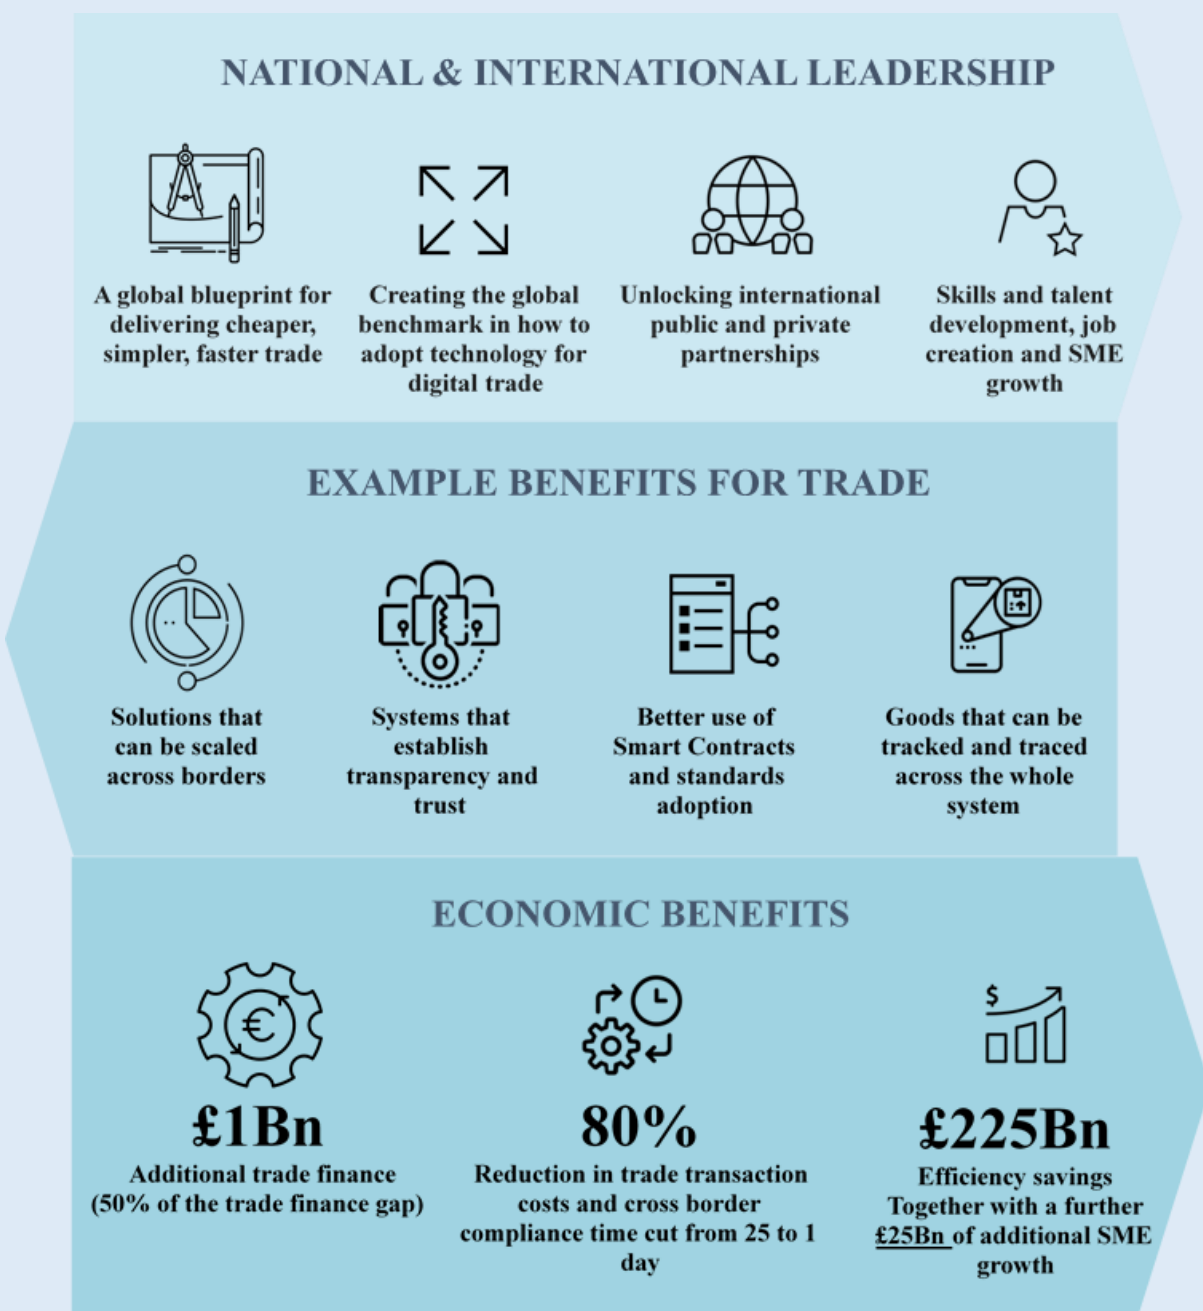 NATIONAL & INTERNATIONAL LEADERSHIP
A global blueprint for
delivering cheaper,
simpler, faster trade
Creating the global
benchmark in how to
adopt technology for
digital trade
Unlocking international
public and private
partnerships
Skills and talent
development, job
creation and SME
growth
EXAMPLE BENEFITS FOR TRADE
Solutions that
can be scaled
across borders
Systems that
establish
transparency and
trust
Better use of
Smart Contracts
and standards
adoption
Goods that can be
tracked and traced
across the whole
system
ECONOMIC BENEFITS
€
£1Bn
Additional trade finance
(50% of the trade finance gap)
80%
Reduction in trade transaction
costs and cross border
compliance time cut from 25 to 1
day
$
£225Bn
Efficiency savings
Together with a further
£25Bn of additional SME
growth